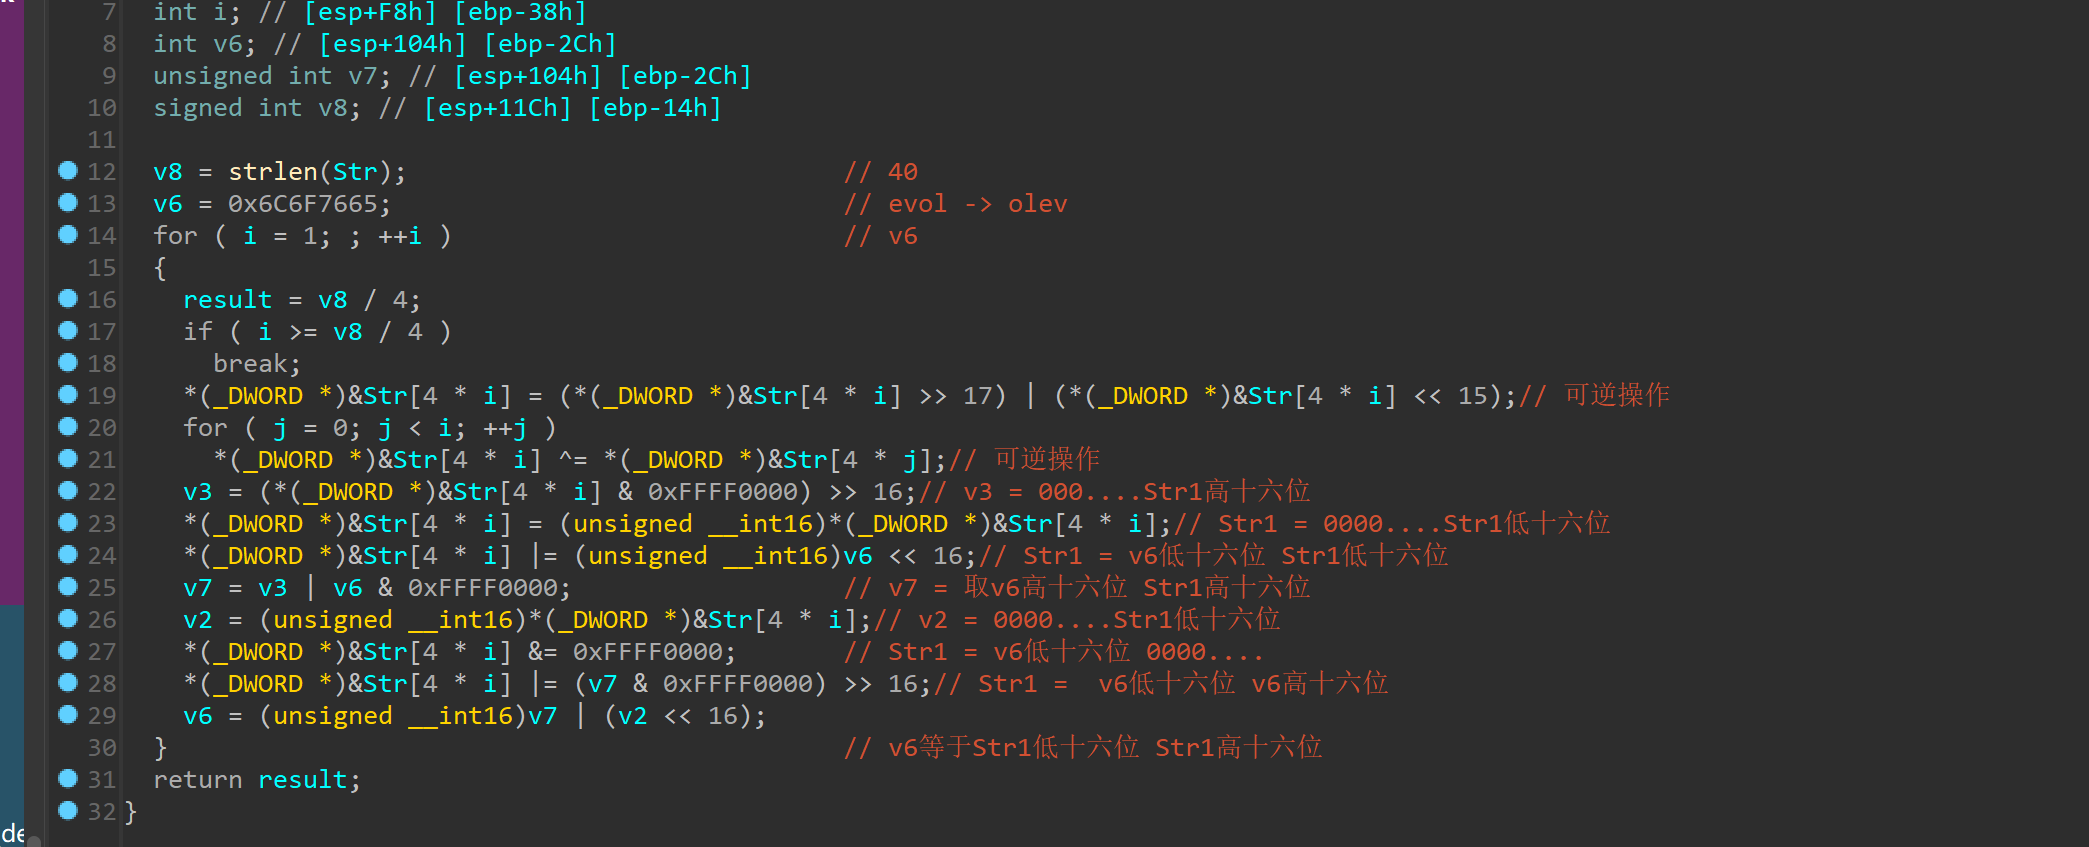 7 int i; // [esp+F8h] [ebp-38h]
8 int v6; // [esp+104h] [ebp-2Ch]
9 unsigned int v7; // [esp+104h] [ebp-2Ch]
10 signed int v8; // [esp+11Ch] [ebp-14h]
11
12 v8 = strlen(Str); // 40
13 v6 = 0x6C6F7665; // evol -> olev
14 for ( i = 1; ; ++i ) // v6
15 {
16 result = v8 / 4;
17 if ( i >= v8 / 4 )
18 break;
19 *(_DWORD *)&Str[4 * i] = (*(_DWORD *)&Str[4 * i] >> 17) | (*(_DWORD *)&Str[4 * i] << 15);// 可逆操作
20 for ( j = 0; j < i; ++j )
21 *(_DWORD *)&Str[4 * i] ^= *(_DWORD *)&Str[4 * j];// 可逆操作
22 v3 = (*(_DWORD *)&Str[4 * i] & 0xFFFF0000) >> 16;// v3 = 000....Str1高十六位
23 *(_DWORD *)&Str[4 * i] = (unsigned __int16)*(_DWORD *)&Str[4 * i];// Str1 = 0000....Str1低十六位
24 *(_DWORD *)&Str[4 * i] |= (unsigned __int16)v6 << 16;// Str1 = v6低十六位 Str1低十六位
25 v7 = v3 | v6 & 0xFFFF0000; // v7 = 取v6高十六位 Str1高十六位
26 v2 = (unsigned __int16)*(_DWORD *)&Str[4 * i];// v2 = 0000....Str1低十六位
27 *(_DWORD *)&Str[4 * i] &= 0xFFFF0000; // Str1 = v6低十六位 0000....
28 *(_DWORD *)&Str[4 * i] |= (v7 & 0xFFFF0000) >> 16;// Str1 =  v6低十六位 v6高十六位
29 v6 = (unsigned __int16)v7 | (v2 << 16);
30 } // v6等于Str1低十六位 Str1高十六位
31 return result;
32 }
de